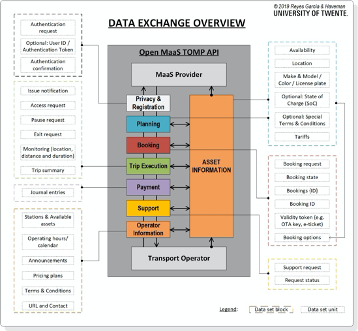 © 2019 Reyes García & Haveman
UNIVERSITY OF TWENTE.
DATA EXCHANGE OVERVIEW
Authentication
request
Optional: User ID /
Authentication Token
Authentication
confirmation
Issue notification
Access request
Pause request
Exit request
Monitoring (location,
distance and duration)
Trip summary
Journal entries
Stations & Available
assets
Operating hours/
calendar
Announcements
Pricing plans
Terms & Conditions
URL and Contact
Open MaaS TOMP API
MaaS Provider
Privacy &
Registration
Planning
Booking
Trip Execution
Payment
Support
Operator
Information
ASSET
INFORMATION
Transport Operator
Availability
Location
Make & Model /
Color / License plate
Optional: State of
Charge (SoC)
Optional: Special
Terms & Conditions
Tariffs
Booking request
Booking state
Bookings (ID)
Booking ID
Validity token (e.g.
OTA key, e-ticket)
Booking options
Support request
Request status
Legend:
Data set block
Data set unit